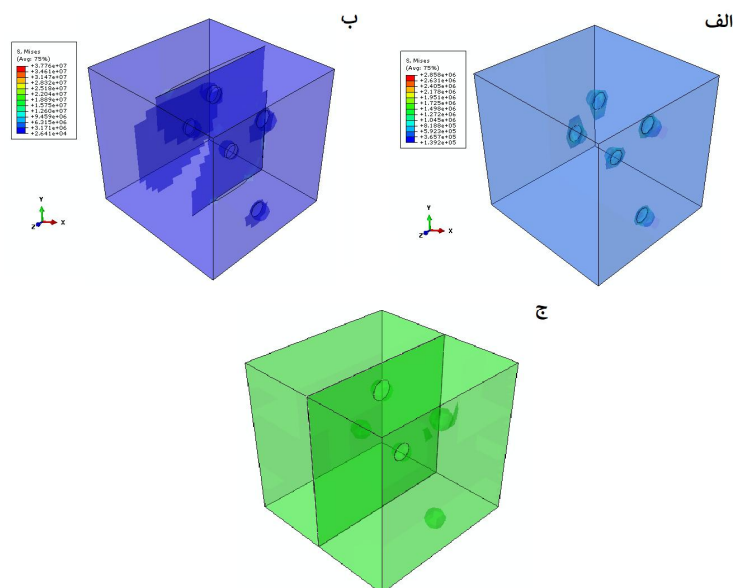 الف
S, Mises
(Avg: 75%)
+2.858e+06
+2.631e+06
+2.405e+06
+2.178e+06
+1.951e+06
+1.725e+06
+1.498e+06
+1.272e+06
+1.045e+06
+8.188e+05
+5.923e+05
+3.657e+05
+1.392e+05
Y
X
Z
ب
S, Mises
(Avg: 75%)
+3.776e+07
+3.461e+07
+3.147e+07
+2.832e+07
+2.518e+07
+2.204e+07
+1.889e+07
+1.575e+07
+1.260e+07
+9.459e+06
+6.315e+06
+3.171e+06
+2.641e+04
Y
X
Z
ج